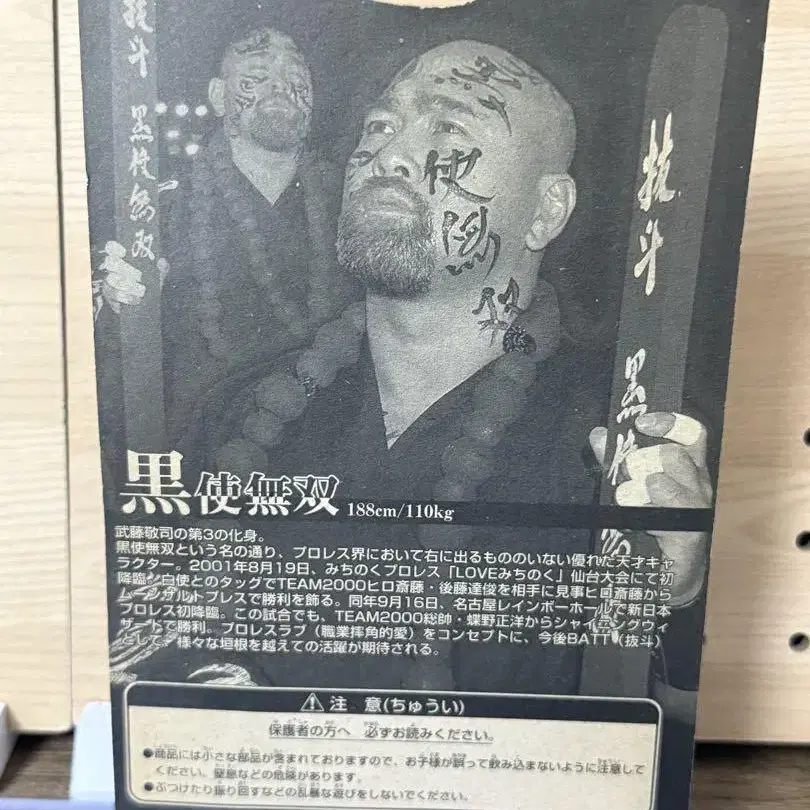 技斗 黒使無双
使
無
双
技斗 黒使無
黒使無双 188cm/110kg
武藤敬司の第3の化身。
黒使無双という名の通り、プロレス界において右に出るもののいない優れた天才キャ
ラクター。2001年8月19日、みちのくプロレス「LOVEみちのく」仙台大会にて初
降臨。白使とのタッグでTEAM2000ヒロ斎藤・後藤達俊を相手に見事ヒロ斎藤から
ムーンサルトプレスで勝利を飾る。同年9月16日、名古屋レインボーホールで新日本
プロレス初降臨。この試合でも、TEAM2000総帥・蝶野正洋からシャイニングウィ
ザードで勝利。プロレスラブ（職業捽角的愛）をコンセプトに、今後BATT（抜斗）
として、様々な垣根を越えての活躍が期待される。
注 意(ちゅうい)
保護者の方へ 必ずお読みください。
●商品には小さな部品が含まれておりますので、お子様が誤って飲み込まないように注意して
ください。窒息などの危険があります。
●ぶつけたり振り回すなどの乱暴な遊びをしないでください。